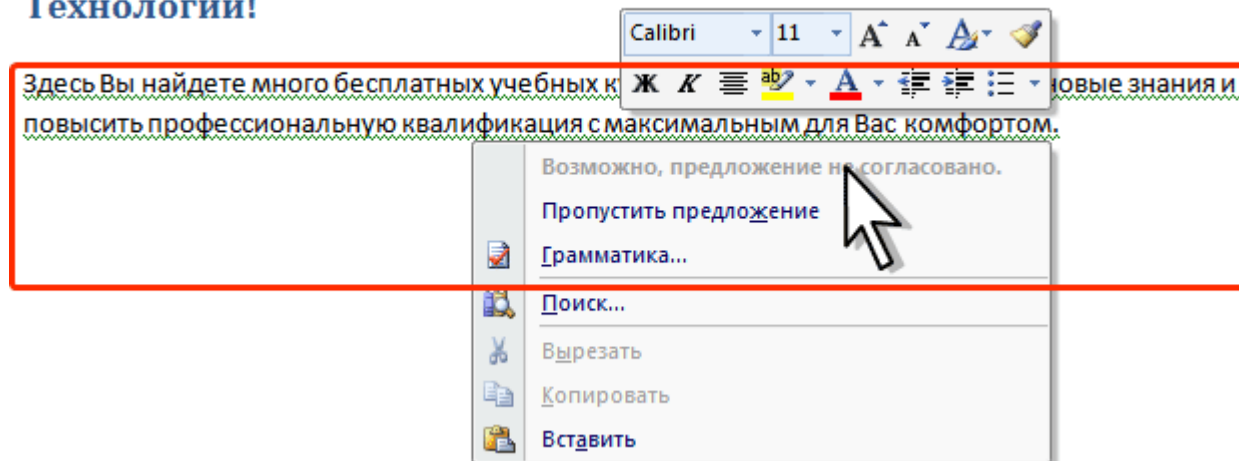 Технологий!
Calibri 11
Здесь Вы найдете много бесплатных учебных к
Ж К
новые знания и
повысить профессиональную квалификация с максимальным для Вас комфортом.
Возможно, предложение не согласовано.
Пропустить предложение
Грамматика...
Поиск...
Вырезать
Копировать
Вставить